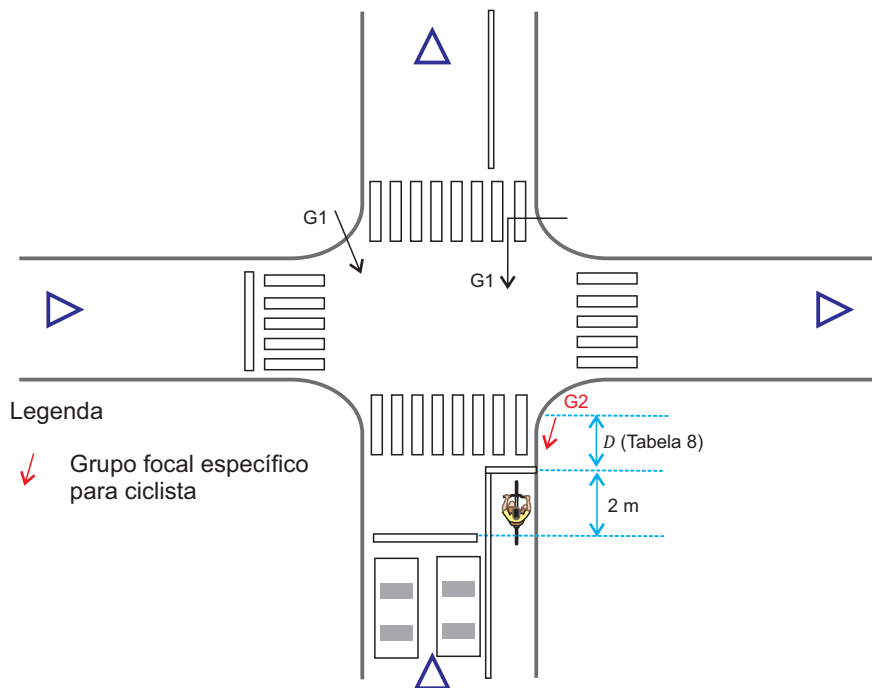 G1
G1
Legenda
G2
D (Tabela 8)
Grupo focal específico
para ciclista
2 m